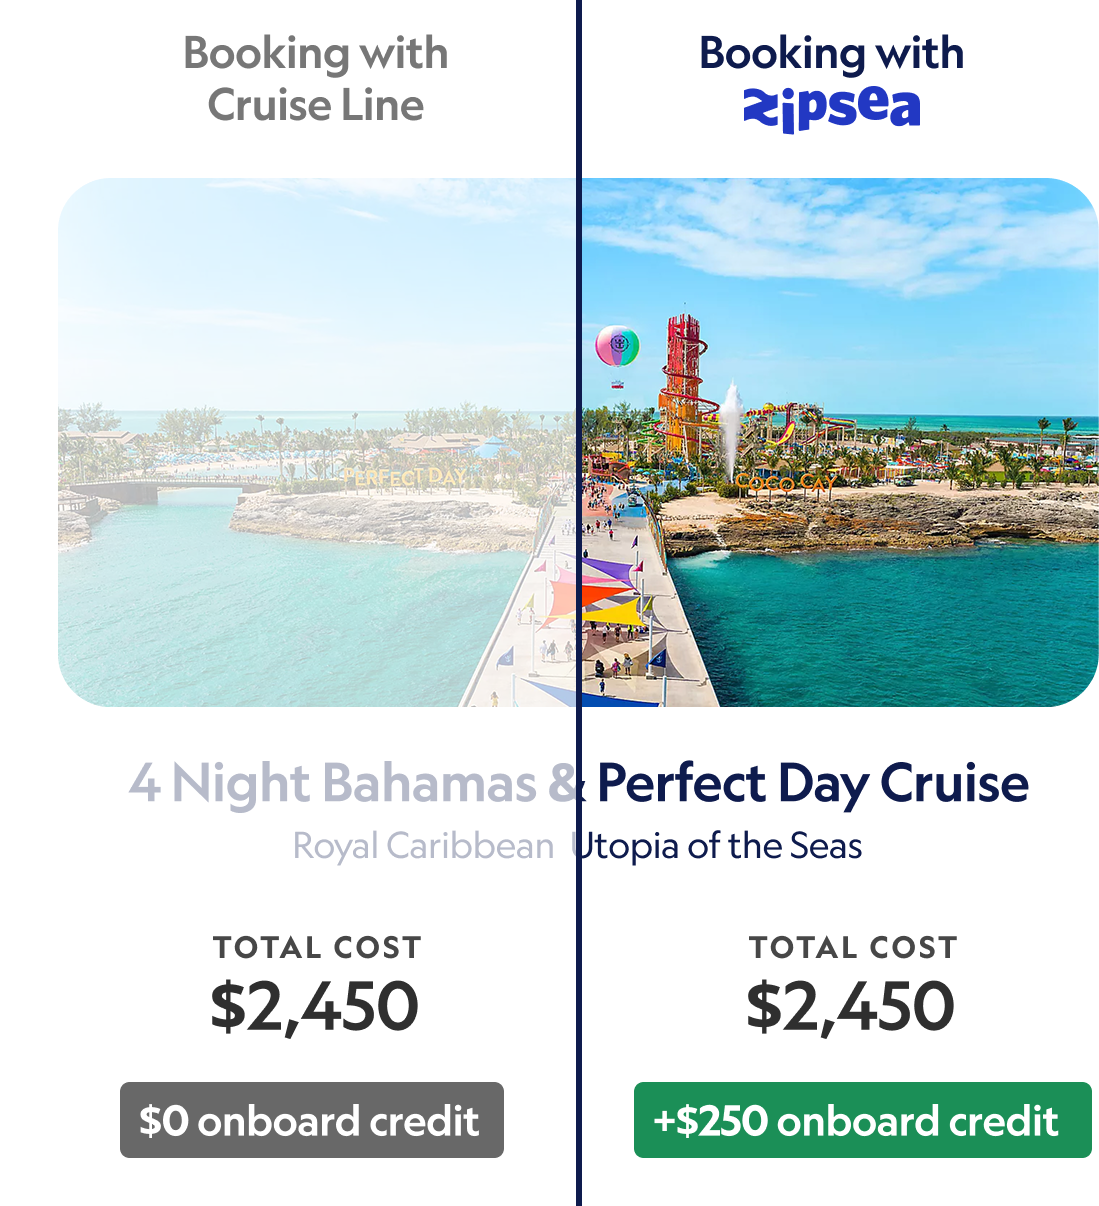 Booking with
Cruise Line
Booking with
zipsea
PERFECT DAY
COCO CAY
4 Night Bahamas & Perfect Day Cruise
Royal Caribbean Utopia of the Seas
TOTAL COST
$2,450
$0 onboard credit
TOTAL COST
$2,450
+$250 onboard credit